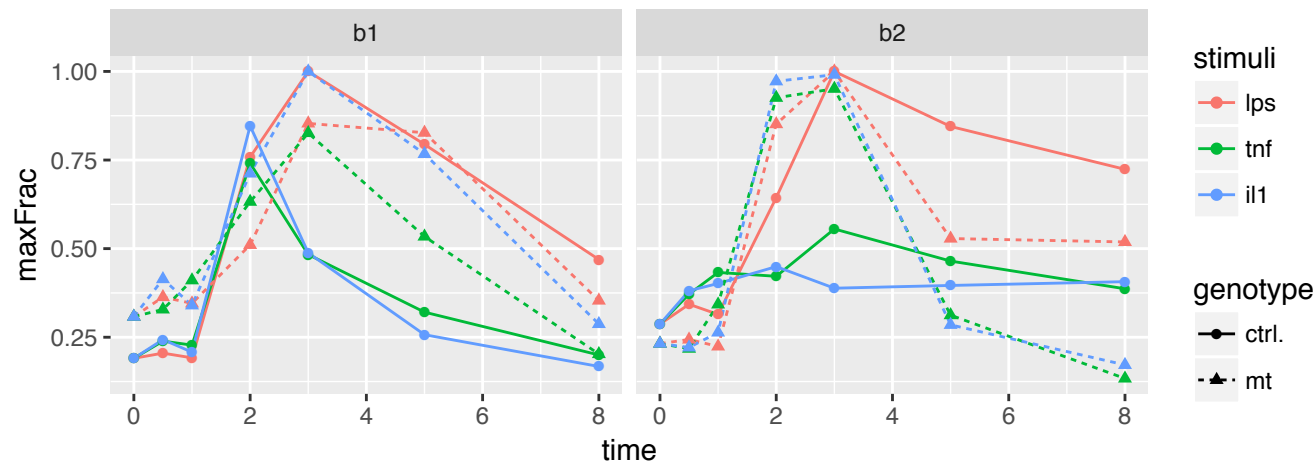 b1
b2
1.00
0.75
0.50
0.25
maxFrac
0 2 4 6 8
0 2 4 6 8
time
stimuli
lps
tnf
il1
genotype
ctrl.
mt